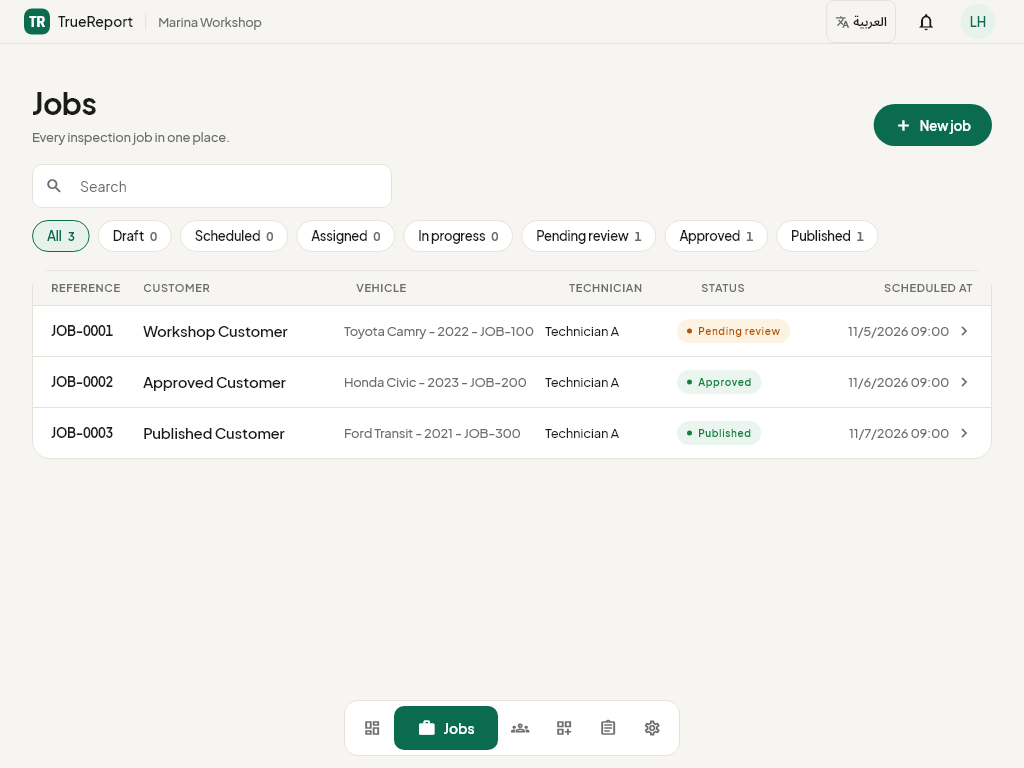 TR TrueReport Marina Workshop العربية LH
Jobs
Every inspection job in one place.
+ New job
Search
All 3 Draft 0 Scheduled 0 Assigned 0 In progress 0 Pending review 1 Approved 1 Published 1
REFERENCE CUSTOMER VEHICLE TECHNICIAN STATUS SCHEDULED AT
JOB-0001 Workshop Customer Toyota Camry - 2022 - JOB-100 Technician A Pending review 11/5/2026 09:00
JOB-0002 Approved Customer Honda Civic - 2023 - JOB-200 Technician A Approved 11/6/2026 09:00
JOB-0003 Published Customer Ford Transit - 2021 - JOB-300 Technician A Published 11/7/2026 09:00
Jobs